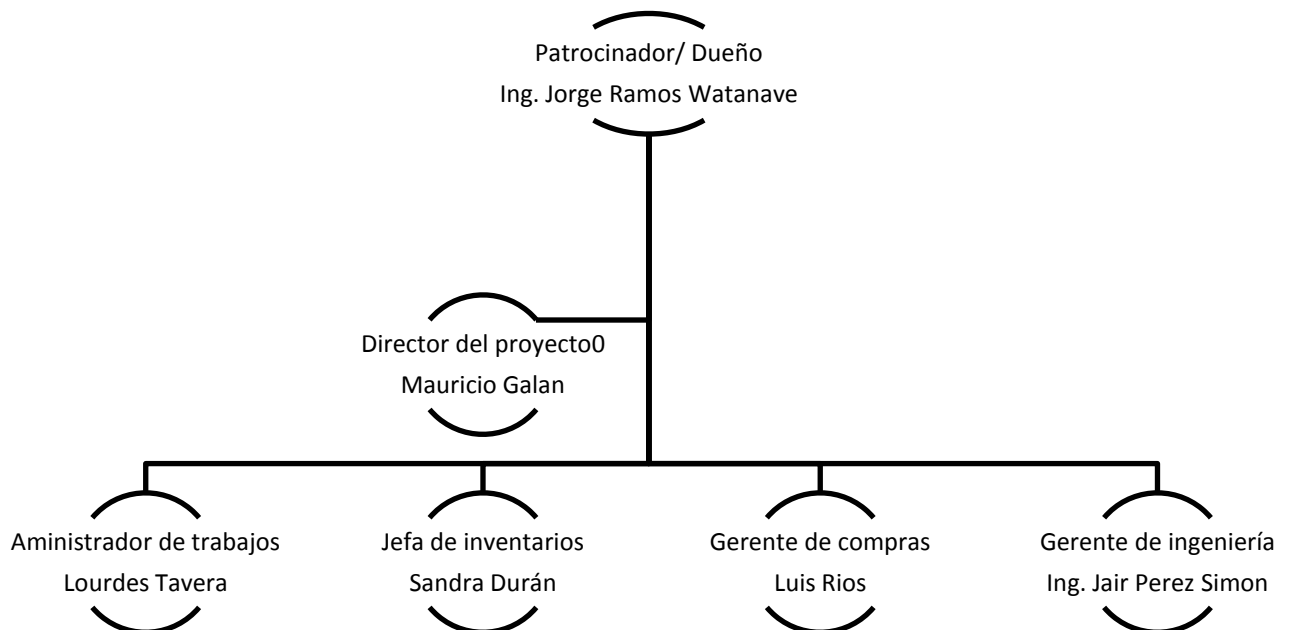 Patrocinador/ Dueño
Ing. Jorge Ramos Watanave
Director del proyecto0
Mauricio Galan
Aministrador de trabajos
Lourdes Tavera
Jefa de inventarios
Sandra Durán
Gerente de compras
Luis Rios
Gerente de ingeniería
Ing. Jair Perez Simon